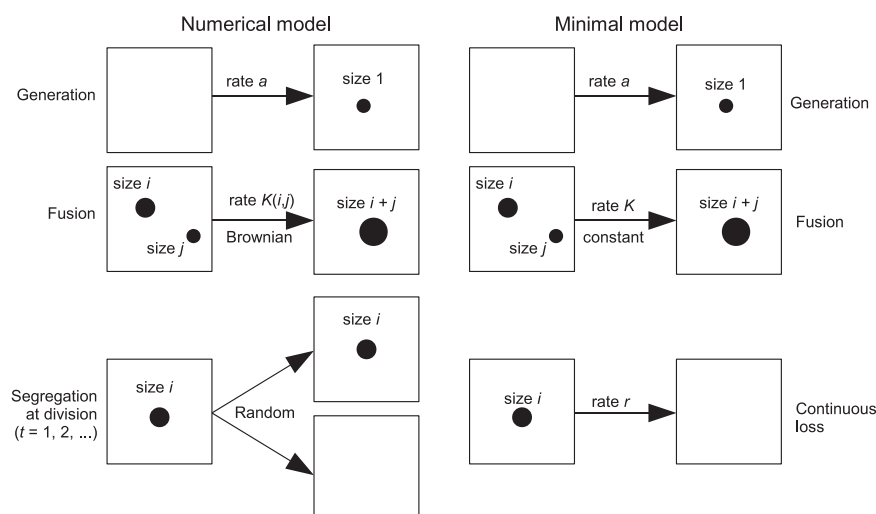 Numerical model
Minimal model
Generation
rate a
size 1
rate a
size 1
Generation
Fusion
size i
size j
rate K(i,j)
Brownian
size i + j
size i
size j
rate K
constant
size i + j
Fusion
Segregation
at division
(t = 1, 2, ...)
size i
Random
size i
size i
rate r
Continuous
loss